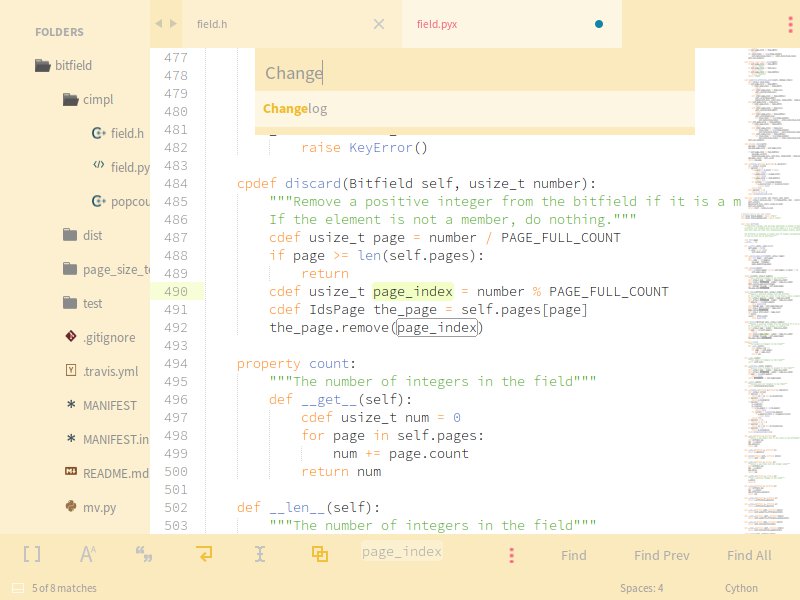 FOLDERS
bitfield
cimpl
field.h
field.py
popcou
dist
page_size_t
test
.gitignore
.travis.yml
MANIFEST
MANIFEST.in
README.md
mv.py
field.h
field.pyx
Change
Changelog
477
478
479
480
481
482 raise KeyError()
483
484 cpdef discard(Bitfield self, usize_t number):
485 """Remove a positive integer from the bitfield if it is a m
486 If the element is not a member, do nothing."""
487 cdef usize_t page = number / PAGE_FULL_COUNT
488 if page >= len(self.pages):
489 return
490 cdef usize_t page_index = number % PAGE_FULL_COUNT
491 cdef IdsPage the_page = self.pages[page]
492 the_page.remove(page_index)
493
494 property count:
495 """The number of integers in the field"""
496 def __get__(self):
497 cdef usize_t num = 0
498 for page in self.pages:
499 num += page.count
500 return num
501
502 def __len__(self):
503 """The number of integers in the field"""
page_index
Find
Find Prev
Find All
5 of 8 matches
Spaces: 4
Cython